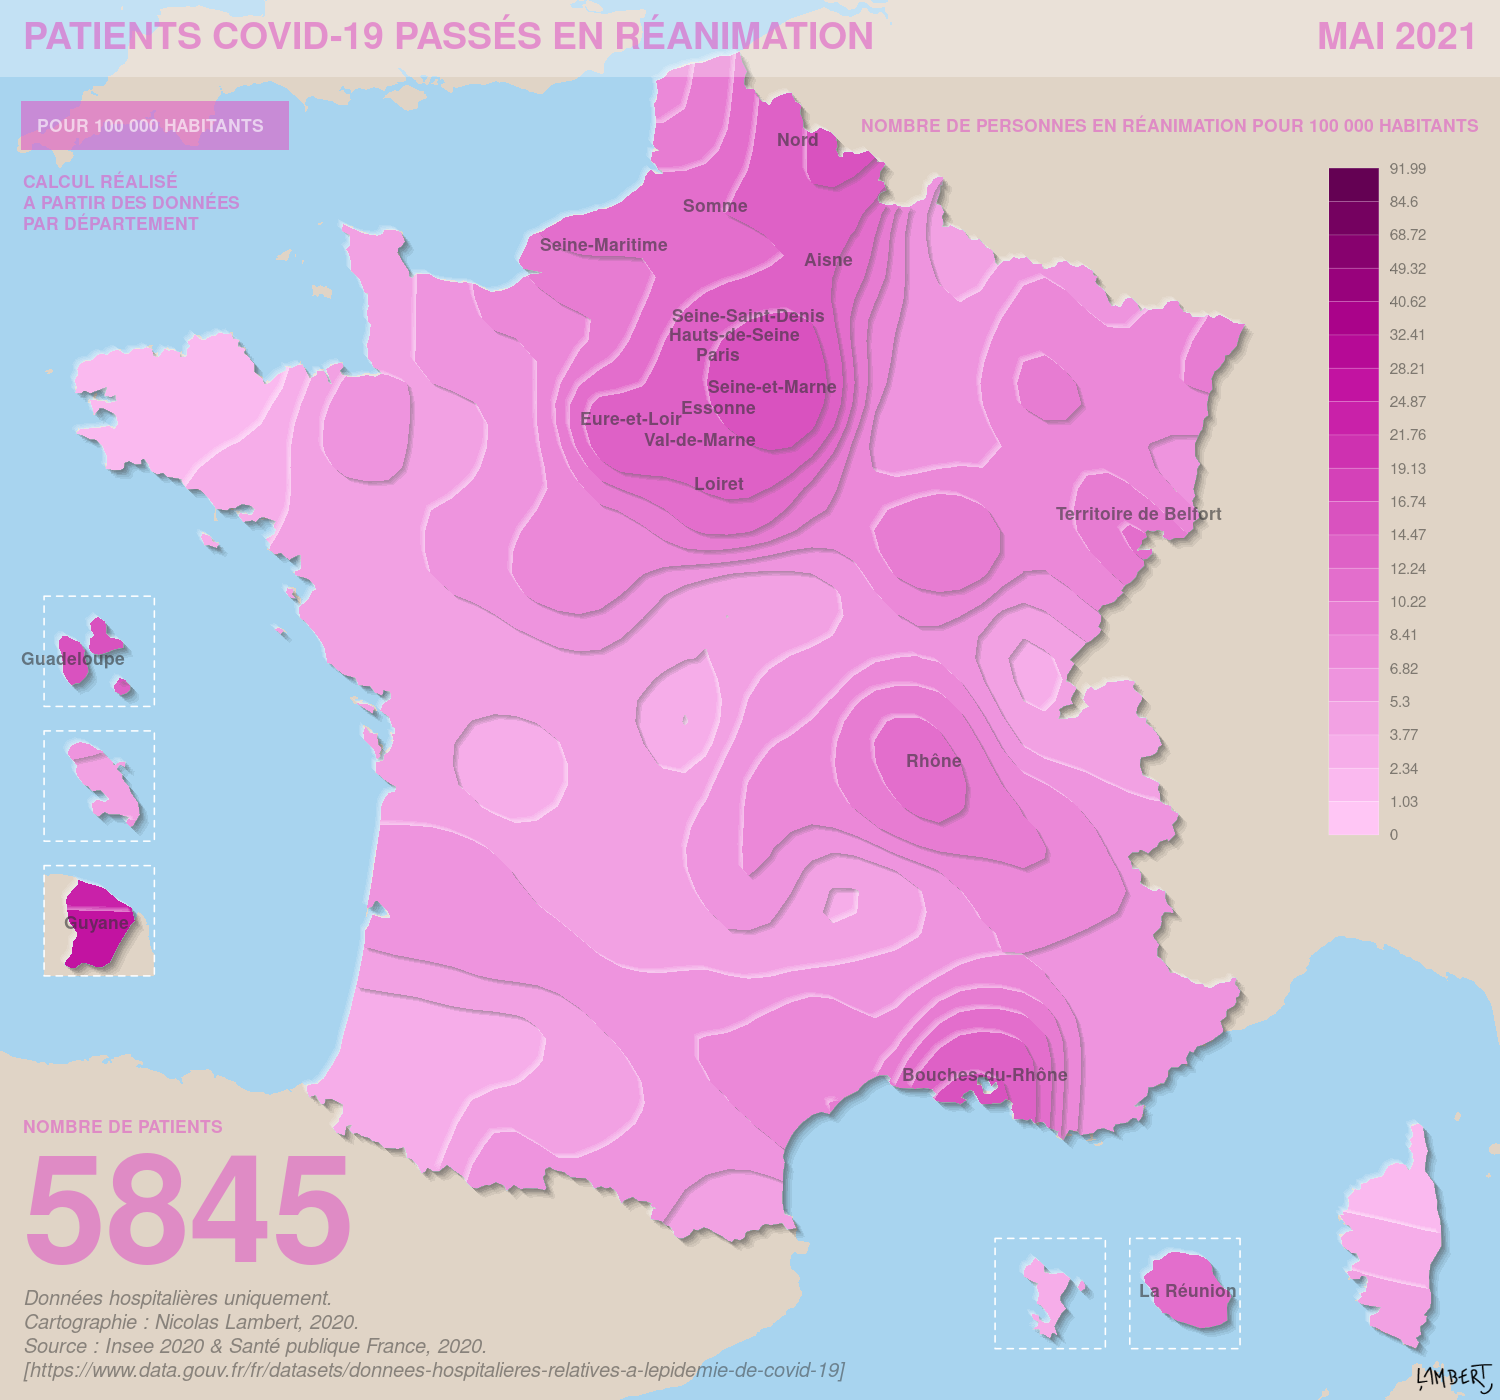 PATIENTS COVID-19 PASSÉS EN RÉANIMATION
MAI 2021
POUR 100 000 HABITANTS
CALCUL RÉALISÉ
A PARTIR DES DONNÉES
PAR DÉPARTEMENT
NOMBRE DE PERSONNES EN RÉANIMATION POUR 100 000 HABITANTS
91.99
84.6
68.72
49.32
40.62
32.41
28.21
24.87
21.76
19.13
16.74
14.47
12.24
10.22
8.41
6.82
5.3
3.77
2.34
1.03
0
Nord
Somme
Seine-Maritime
Aisne
Seine-Saint-Denis
Hauts-de-Seine
Paris
Seine-et-Marne
Essonne
Eure-et-Loir
Val-de-Marne
Loiret
Territoire de Belfort
Guadeloupe
Rhône
Guyane
Bouches-du-Rhône
La Réunion
NOMBRE DE PATIENTS
5845
Données hospitalières uniquement.
Cartographie : Nicolas Lambert, 2020.
Source : Insee 2020 & Santé publique France, 2020.
[https://www.data.gouv.fr/fr/datasets/donnees-hospitalieres-relatives-a-lepidemie-de-covid-19]
LAMBERT